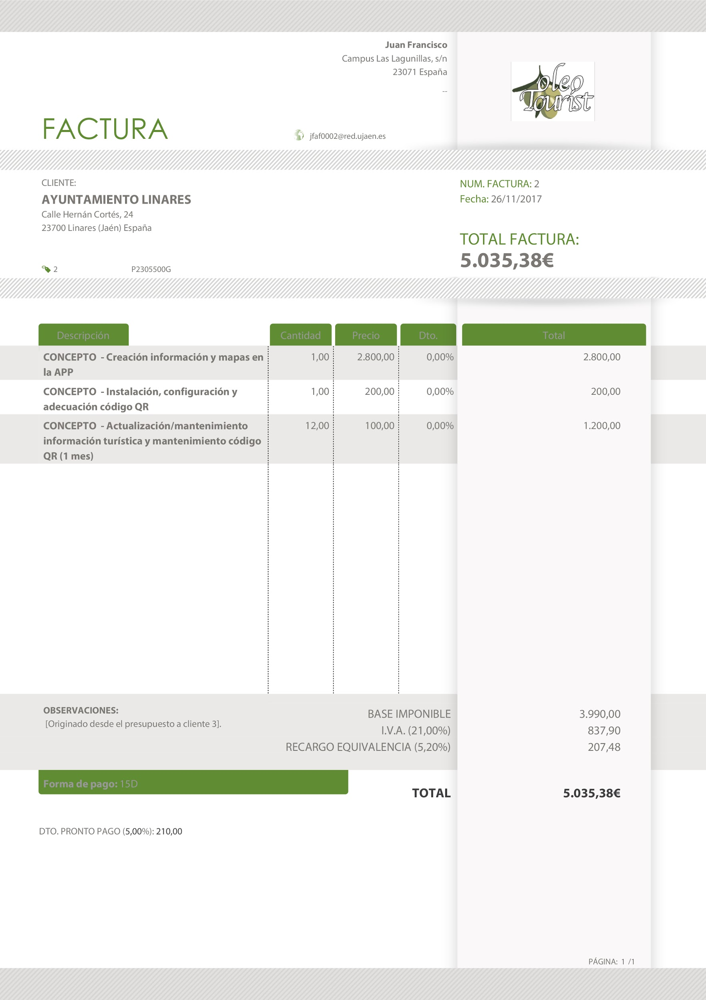 Juan Francisco
Campus Las Lagunillas, s/n
23071 España
--
oleo
Tourist
FACTURA
jfaf0002@red.ujaen.es
CLIENTE:
AYUNTAMIENTO LINARES
Calle Hernán Cortés, 24
23700 Linares (Jaén) España
2 P2305500G
NUM. FACTURA: 2
Fecha: 26/11/2017
TOTAL FACTURA:
5.035,38€
Descripción Cantidad Precio Dto. Total
CONCEPTO - Creación información y mapas en 1,00 2.800,00 0,00% 2.800,00
la APP
CONCEPTO - Instalación, configuración y 1,00 200,00 0,00% 200,00
adecuación código QR
CONCEPTO - Actualización/mantenimiento 12,00 100,00 0,00% 1.200,00
información turística y mantenimiento código
QR (1 mes)
OBSERVACIONES:
[Originado desde el presupuesto a cliente 3].
BASE IMPONIBLE 3.990,00
I.V.A. (21,00%) 837,90
RECARGO EQUIVALENCIA (5,20%) 207,48
Forma de pago: 15D
TOTAL 5.035,38€
DTO. PRONTO PAGO (5,00%): 210,00
PÁGINA: 1 /1